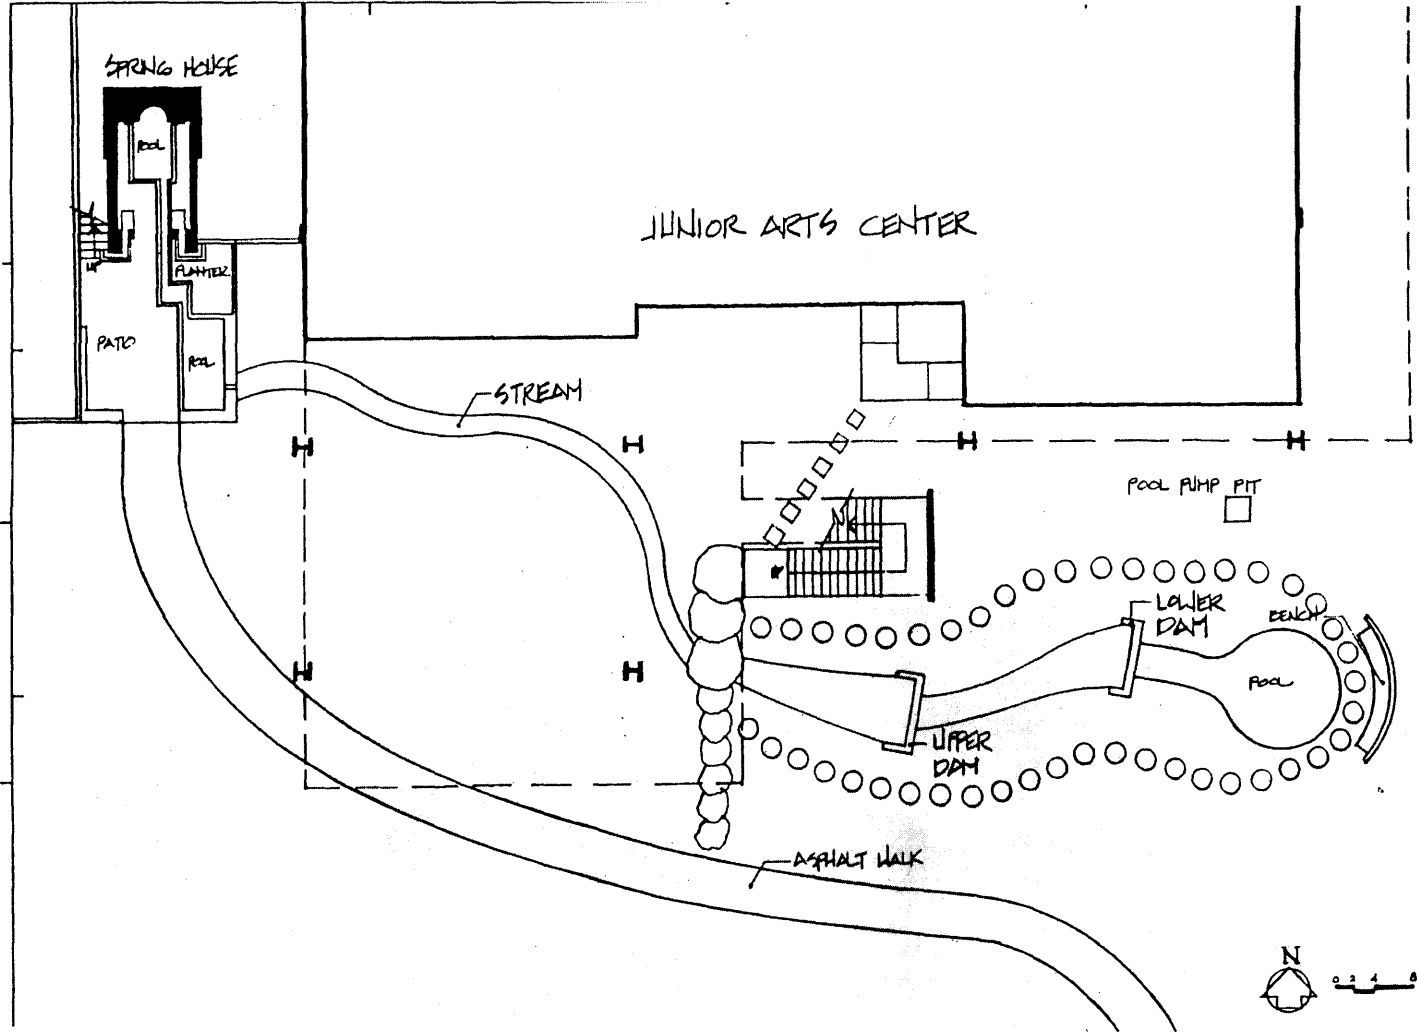 SPRING HOUSE
POOL
JUNIOR ARTS CENTER
UP
PLANTER
PATIO
POOL
STREAM
POOL PUMP PIT
UP
LOWER
DAM
BENCH
POOL
UPPER
DAM
ASPHALT WALK
N
0 2 4 8